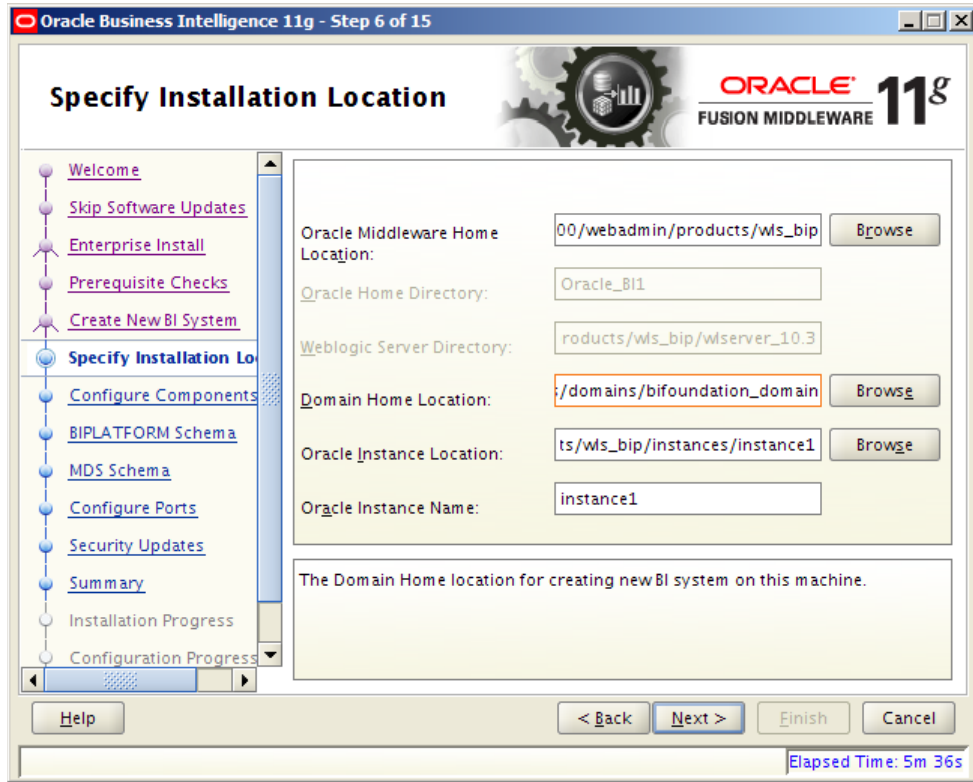 Oracle Business Intelligence 11g - Step 6 of 15
Specify Installation Location
ORACLE
FUSION MIDDLEWARE
11g
Welcome
Skip Software Updates
Enterprise Install
Prerequisite Checks
Create New BI System
Specify Installation Lo
Configure Components
BIPLATFORM Schema
MDS Schema
Configure Ports
Security Updates
Summary
Installation Progress
Configuration Progress
Oracle Middleware Home
Location:
00/webadmin/products/wls_bip
Browse
Oracle Home Directory:
Oracle_BI1
Weblogic Server Directory:
roducts/wls_bip/wlserver_10.3
Domain Home Location:
/domains/bifoundation_domain
Browse
Oracle Instance Location:
ts/wls_bip/instances/instance1
Browse
Oracle Instance Name:
instance1
The Domain Home location for creating new BI system on this machine.
Help
< Back
Next >
Finish
Cancel
Elapsed Time: 5m 36s